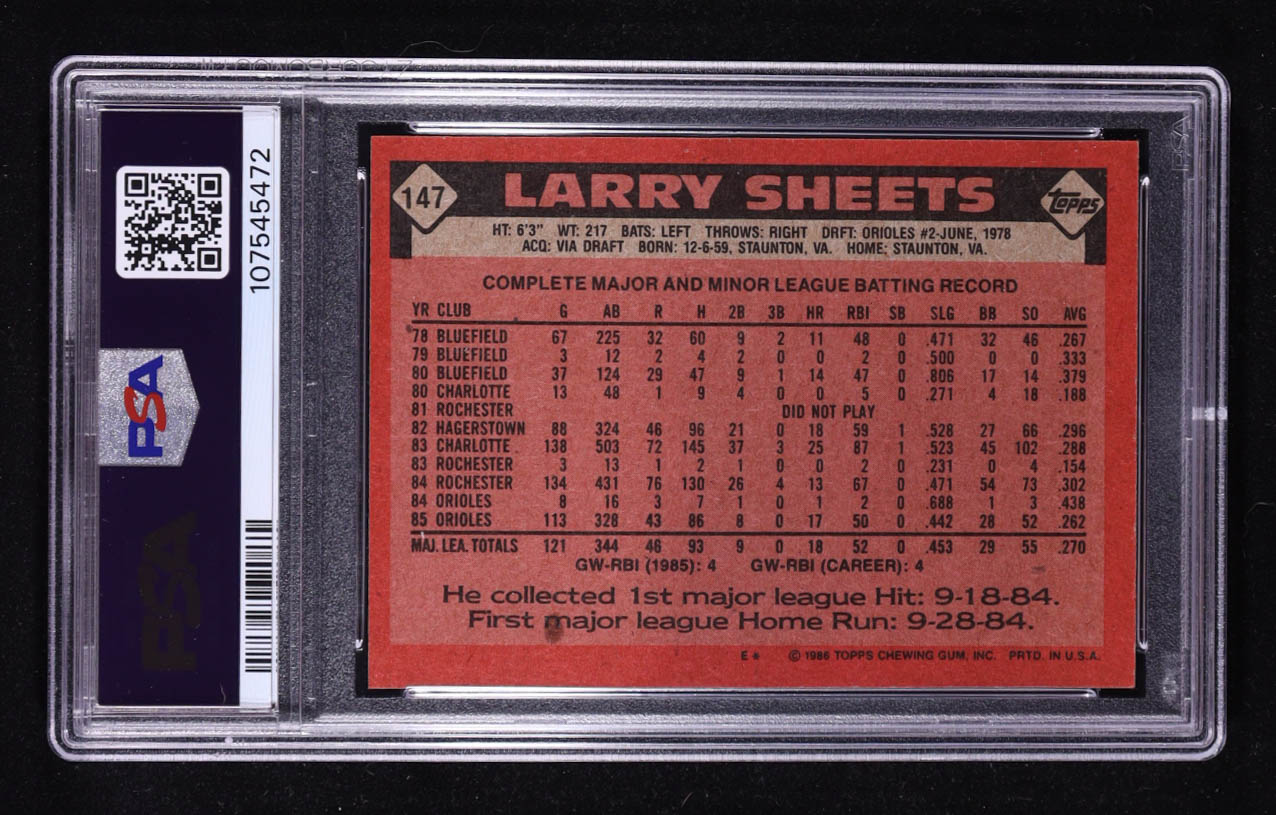 107545472
PSA
PSA
147 LARRY SHEETS Topps
HT: 6'3" WT: 217 BATS: LEFT THROWS: RIGHT DRFT: ORIOLES #2-JUNE, 1978
ACQ: VIA DRAFT BORN: 12-6-59, STAUNTON, VA. HOME: STAUNTON, VA.
COMPLETE MAJOR AND MINOR LEAGUE BATTING RECORD
YR CLUB G AB R H 2B 3B HR RBI SB SLG BB SO AVG
78 BLUEFIELD 67 225 32 60 9 2 11 48 0 .471 32 46 .267
79 BLUEFIELD 3 12 2 4 2 0 0 2 0 .500 0 0 .333
80 BLUEFIELD 37 124 29 47 9 1 14 47 0 .806 17 14 .379
80 CHARLOTTE 13 48 1 9 4 0 0 5 0 .271 4 18 .188
81 ROCHESTER DID NOT PLAY
82 HAGERSTOWN 88 324 46 96 21 0 18 59 1 .528 27 66 .296
83 CHARLOTTE 138 503 72 145 37 3 25 87 1 .523 45 102 .288
83 ROCHESTER 3 13 1 2 1 0 0 2 0 .231 0 4 .154
84 ROCHESTER 134 431 76 130 26 4 13 67 0 .471 54 73 .302
84 ORIOLES 8 16 3 7 1 0 1 2 0 .688 1 3 .438
85 ORIOLES 113 328 43 86 8 0 17 50 0 .442 28 52 .262
MAJ. LEA. TOTALS 121 344 46 93 9 0 18 52 0 .453 29 55 .270
GW-RBI (1985): 4 GW-RBI (CAREER): 4
He collected 1st major league Hit: 9-18-84.
First major league Home Run: 9-28-84.
E* © 1986 TOPPS CHEWING GUM, INC. PRTD. IN U.S.A.
PSA